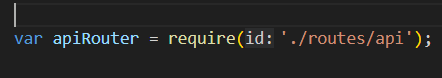 var apiRouter = require(id: './routes/api');